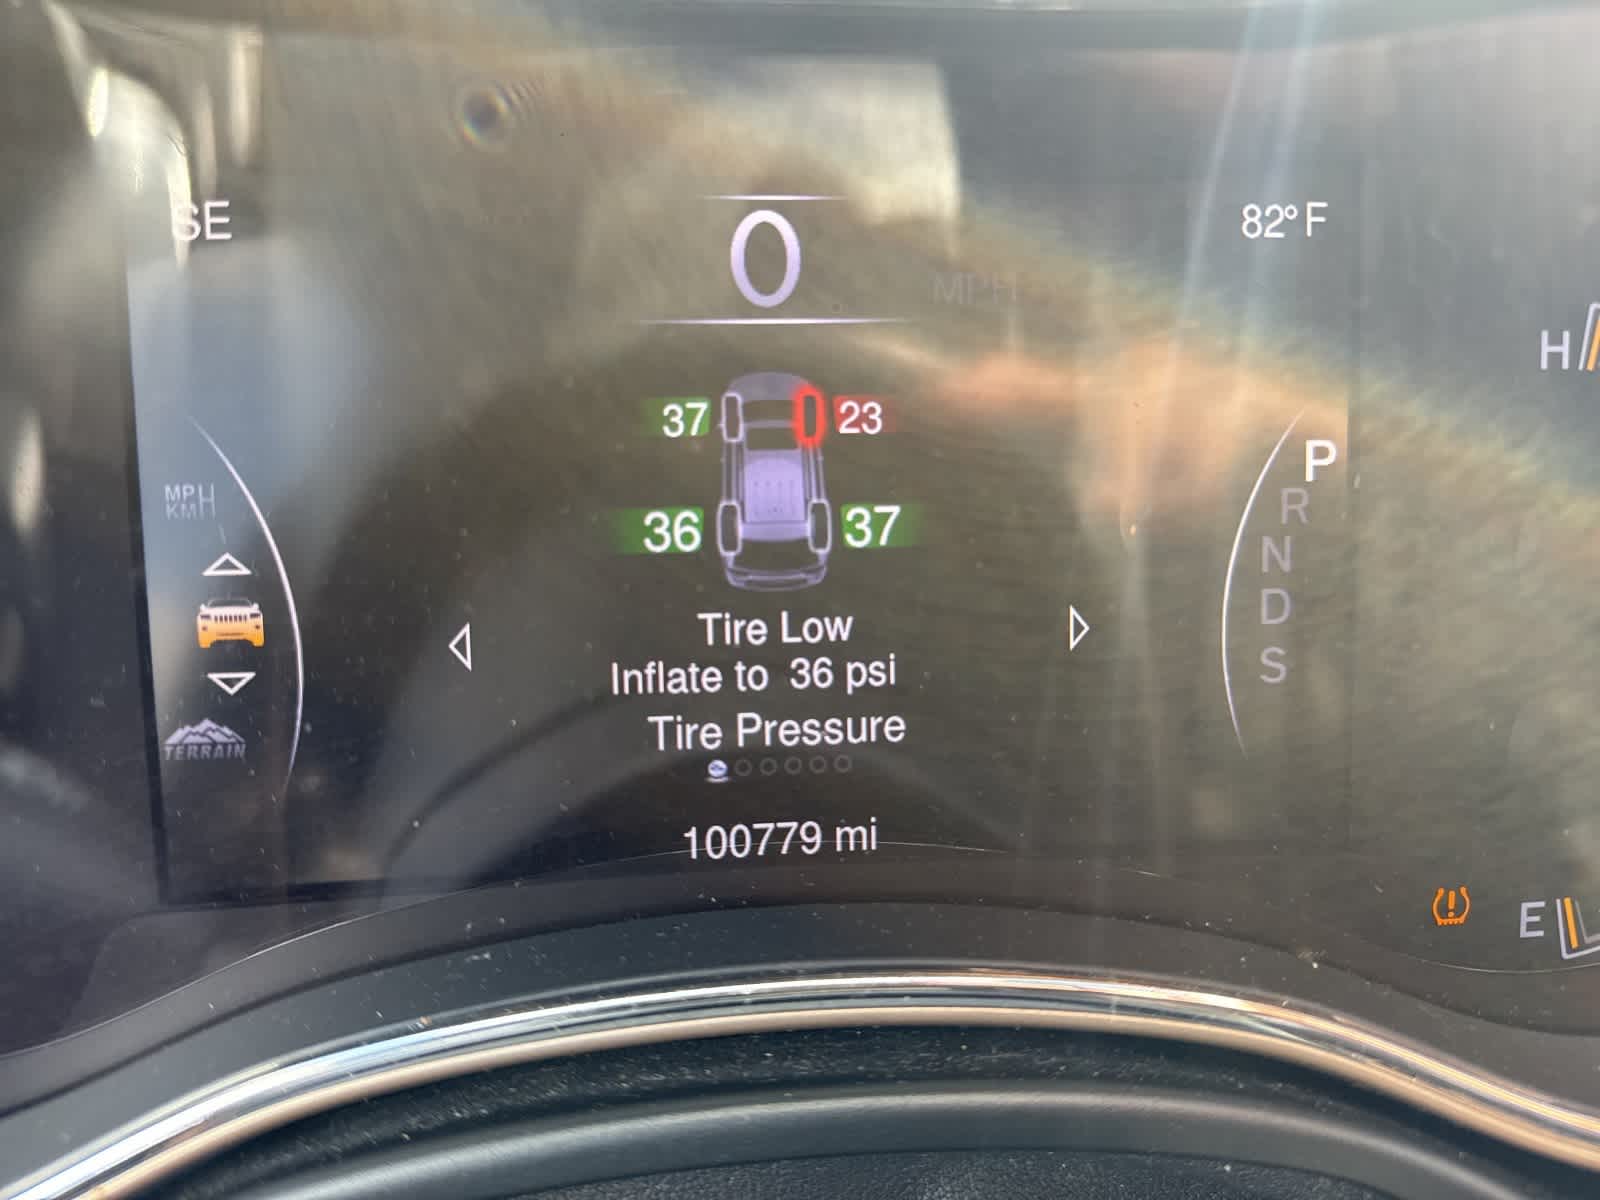 SE
82° F
0
MPH
H
37
23
P
MPH
KM
R
36
37
N
D
Tire Low
S
Inflate to 36 psi
Tire Pressure
TERRAIN
100779 mi
E